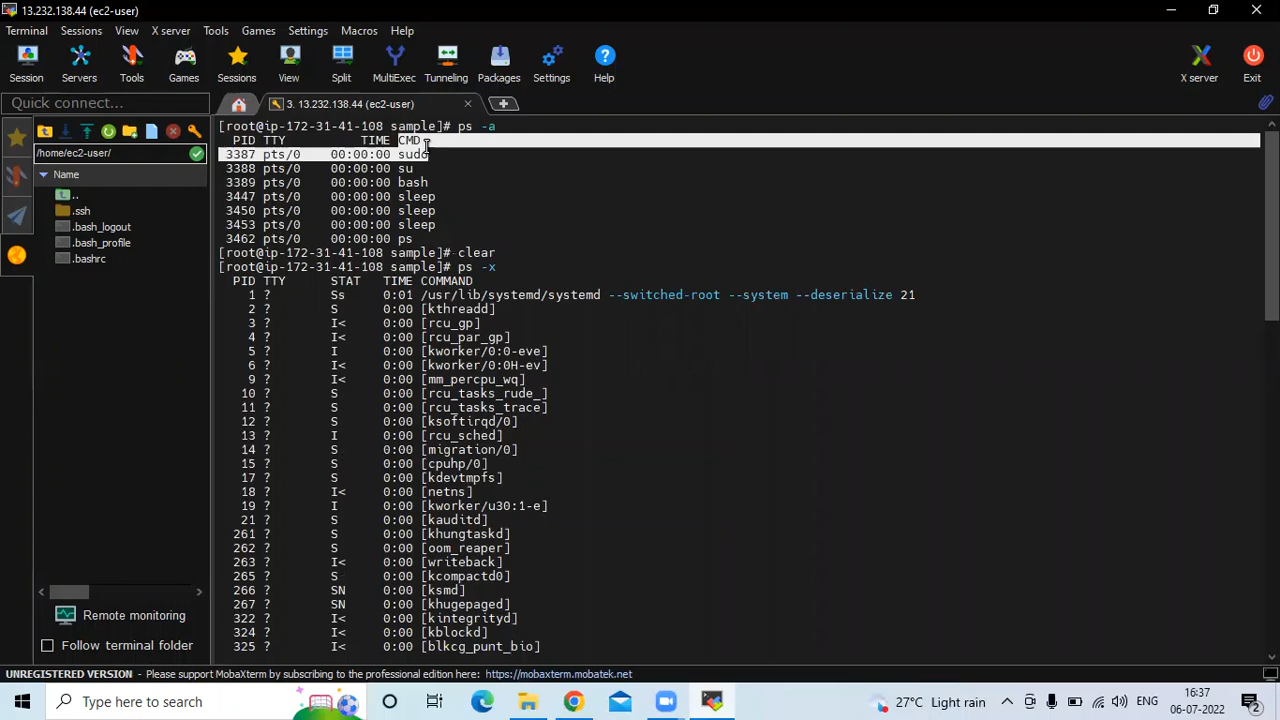 13.232.138.44 (ec2-user)
Terminal Sessions View X server Tools Games Settings Macros Help
Session Servers Tools Games Sessions View Split MultiExec Tunneling Packages Settings Help X server Exit
Quick connect... 3. 13.232.138.44 (ec2-user)
/home/ec2-user/
Name
..
.ssh
.bash_logout
.bash_profile
.bashrc
Remote monitoring
Follow terminal folder
[root@ip-172-31-41-108 sample]# ps -a
PID TTY TIME CMD
3387 pts/0 00:00:00 sudo
3388 pts/0 00:00:00 su
3389 pts/0 00:00:00 bash
3447 pts/0 00:00:00 sleep
3450 pts/0 00:00:00 sleep
3453 pts/0 00:00:00 sleep
3462 pts/0 00:00:00 ps
[root@ip-172-31-41-108 sample]# clear
[root@ip-172-31-41-108 sample]# ps -x
PID TTY STAT TIME COMMAND
1 ? Ss 0:01 /usr/lib/systemd/systemd --switched-root --system --deserialize 21
2 ? S 0:00 [kthreadd]
3 ? I< 0:00 [rcu_gp]
4 ? I< 0:00 [rcu_par_gp]
5 ? I 0:00 [kworker/0:0-eve]
6 ? I< 0:00 [kworker/0:0H-ev]
9 ? I< 0:00 [mm_percpu_wq]
10 ? S 0:00 [rcu_tasks_rude_]
11 ? S 0:00 [rcu_tasks_trace]
12 ? S 0:00 [ksoftirqd/0]
13 ? I 0:00 [rcu_sched]
14 ? S 0:00 [migration/0]
15 ? S 0:00 [cpuhp/0]
17 ? S 0:00 [kdevtmpfs]
18 ? I< 0:00 [netns]
19 ? I 0:00 [kworker/u30:1-e]
21 ? S 0:00 [kauditd]
261 ? S 0:00 [khungtaskd]
262 ? S 0:00 [oom_reaper]
263 ? I< 0:00 [writeback]
265 ? S 0:00 [kcompactd0]
266 ? SN 0:00 [ksmd]
267 ? SN 0:00 [khugepaged]
322 ? I< 0:00 [kintegrityd]
324 ? I< 0:00 [kblockd]
325 ? I< 0:00 [blkcg_punt_bio]
UNREGISTERED VERSION - Please support MobaXterm by subscribing to the professional edition here: https://mobaxterm.mobatek.net
Type here to search
27°C Light rain
16:37
06-07-2022
2